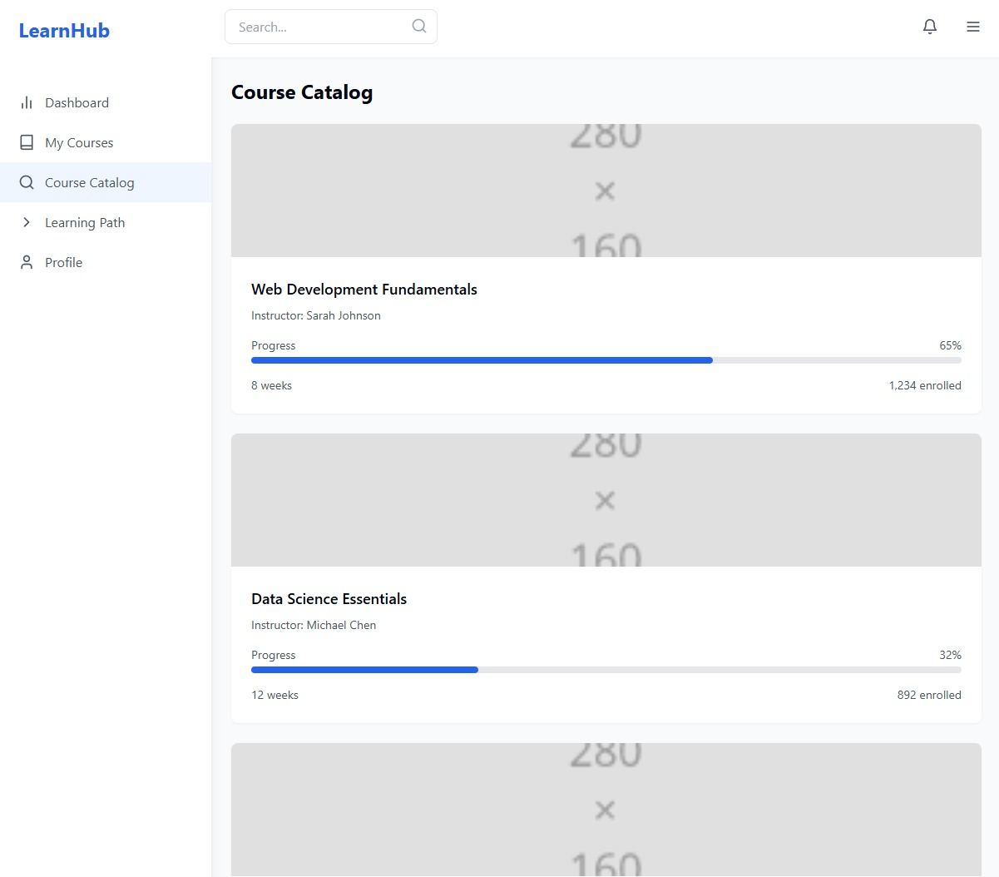 LearnHub
Search...
Dashboard
My Courses
Course Catalog
Learning Path
Profile
Course Catalog
280
×
160
Web Development Fundamentals
Instructor: Sarah Johnson
Progress 65%
8 weeks 1,234 enrolled
280
×
160
Data Science Essentials
Instructor: Michael Chen
Progress 32%
12 weeks 892 enrolled
280
×
160